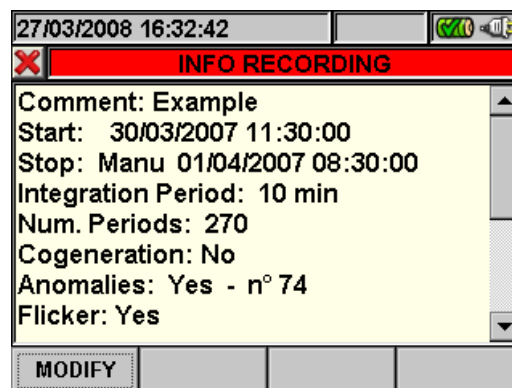 27/03/2008 16:32:42
INFO RECORDING
Comment: Example
Start: 30/03/2007 11:30:00
Stop: Manu 01/04/2007 08:30:00
Integration Period: 10 min
Num. Periods: 270
Cogeneration: No
Anomalies: Yes - n° 74
Flicker: Yes
MODIFY